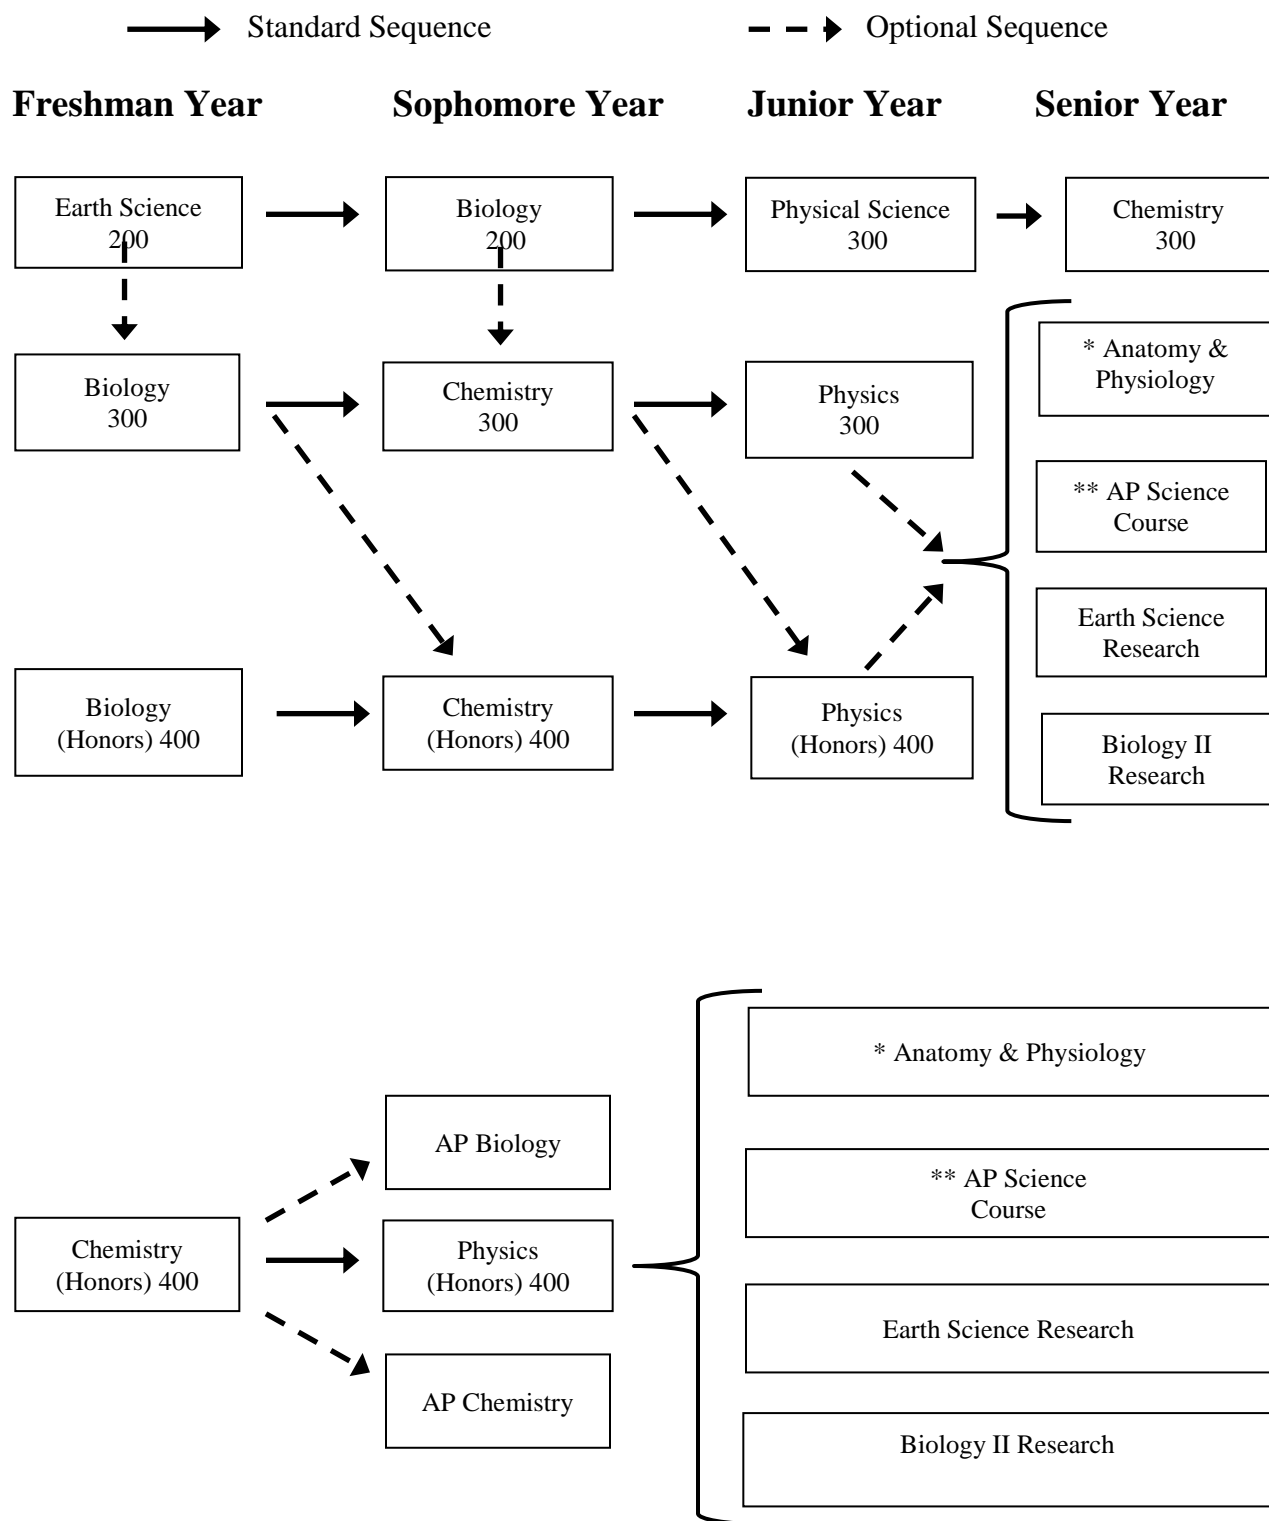 Standard Sequence
Optional Sequence
Freshman Year
Sophomore Year
Junior Year
Senior Year
Earth Science
200
Biology
200
Physical Science
300
Chemistry
300
Biology
300
Chemistry
300
Physics
300
* Anatomy &
Physiology
** AP Science
Course
Earth Science
Research
Biology
(Honors) 400
Chemistry
(Honors) 400
Physics
(Honors) 400
Biology II
Research
* Anatomy & Physiology
AP Biology
** AP Science
Course
Chemistry
(Honors) 400
Physics
(Honors) 400
Earth Science Research
AP Chemistry
Biology II Research